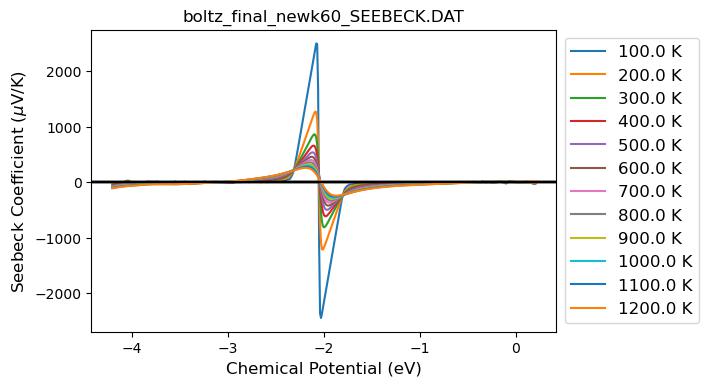 boltz_final_newk60_SEEBECK.DAT
Seebeck Coefficient (μV/K)
2000
1000
0
−1000
−2000
−4
−3
−2
−1
0
Chemical Potential (eV)
100.0 K
200.0 K
300.0 K
400.0 K
500.0 K
600.0 K
700.0 K
800.0 K
900.0 K
1000.0 K
1100.0 K
1200.0 K